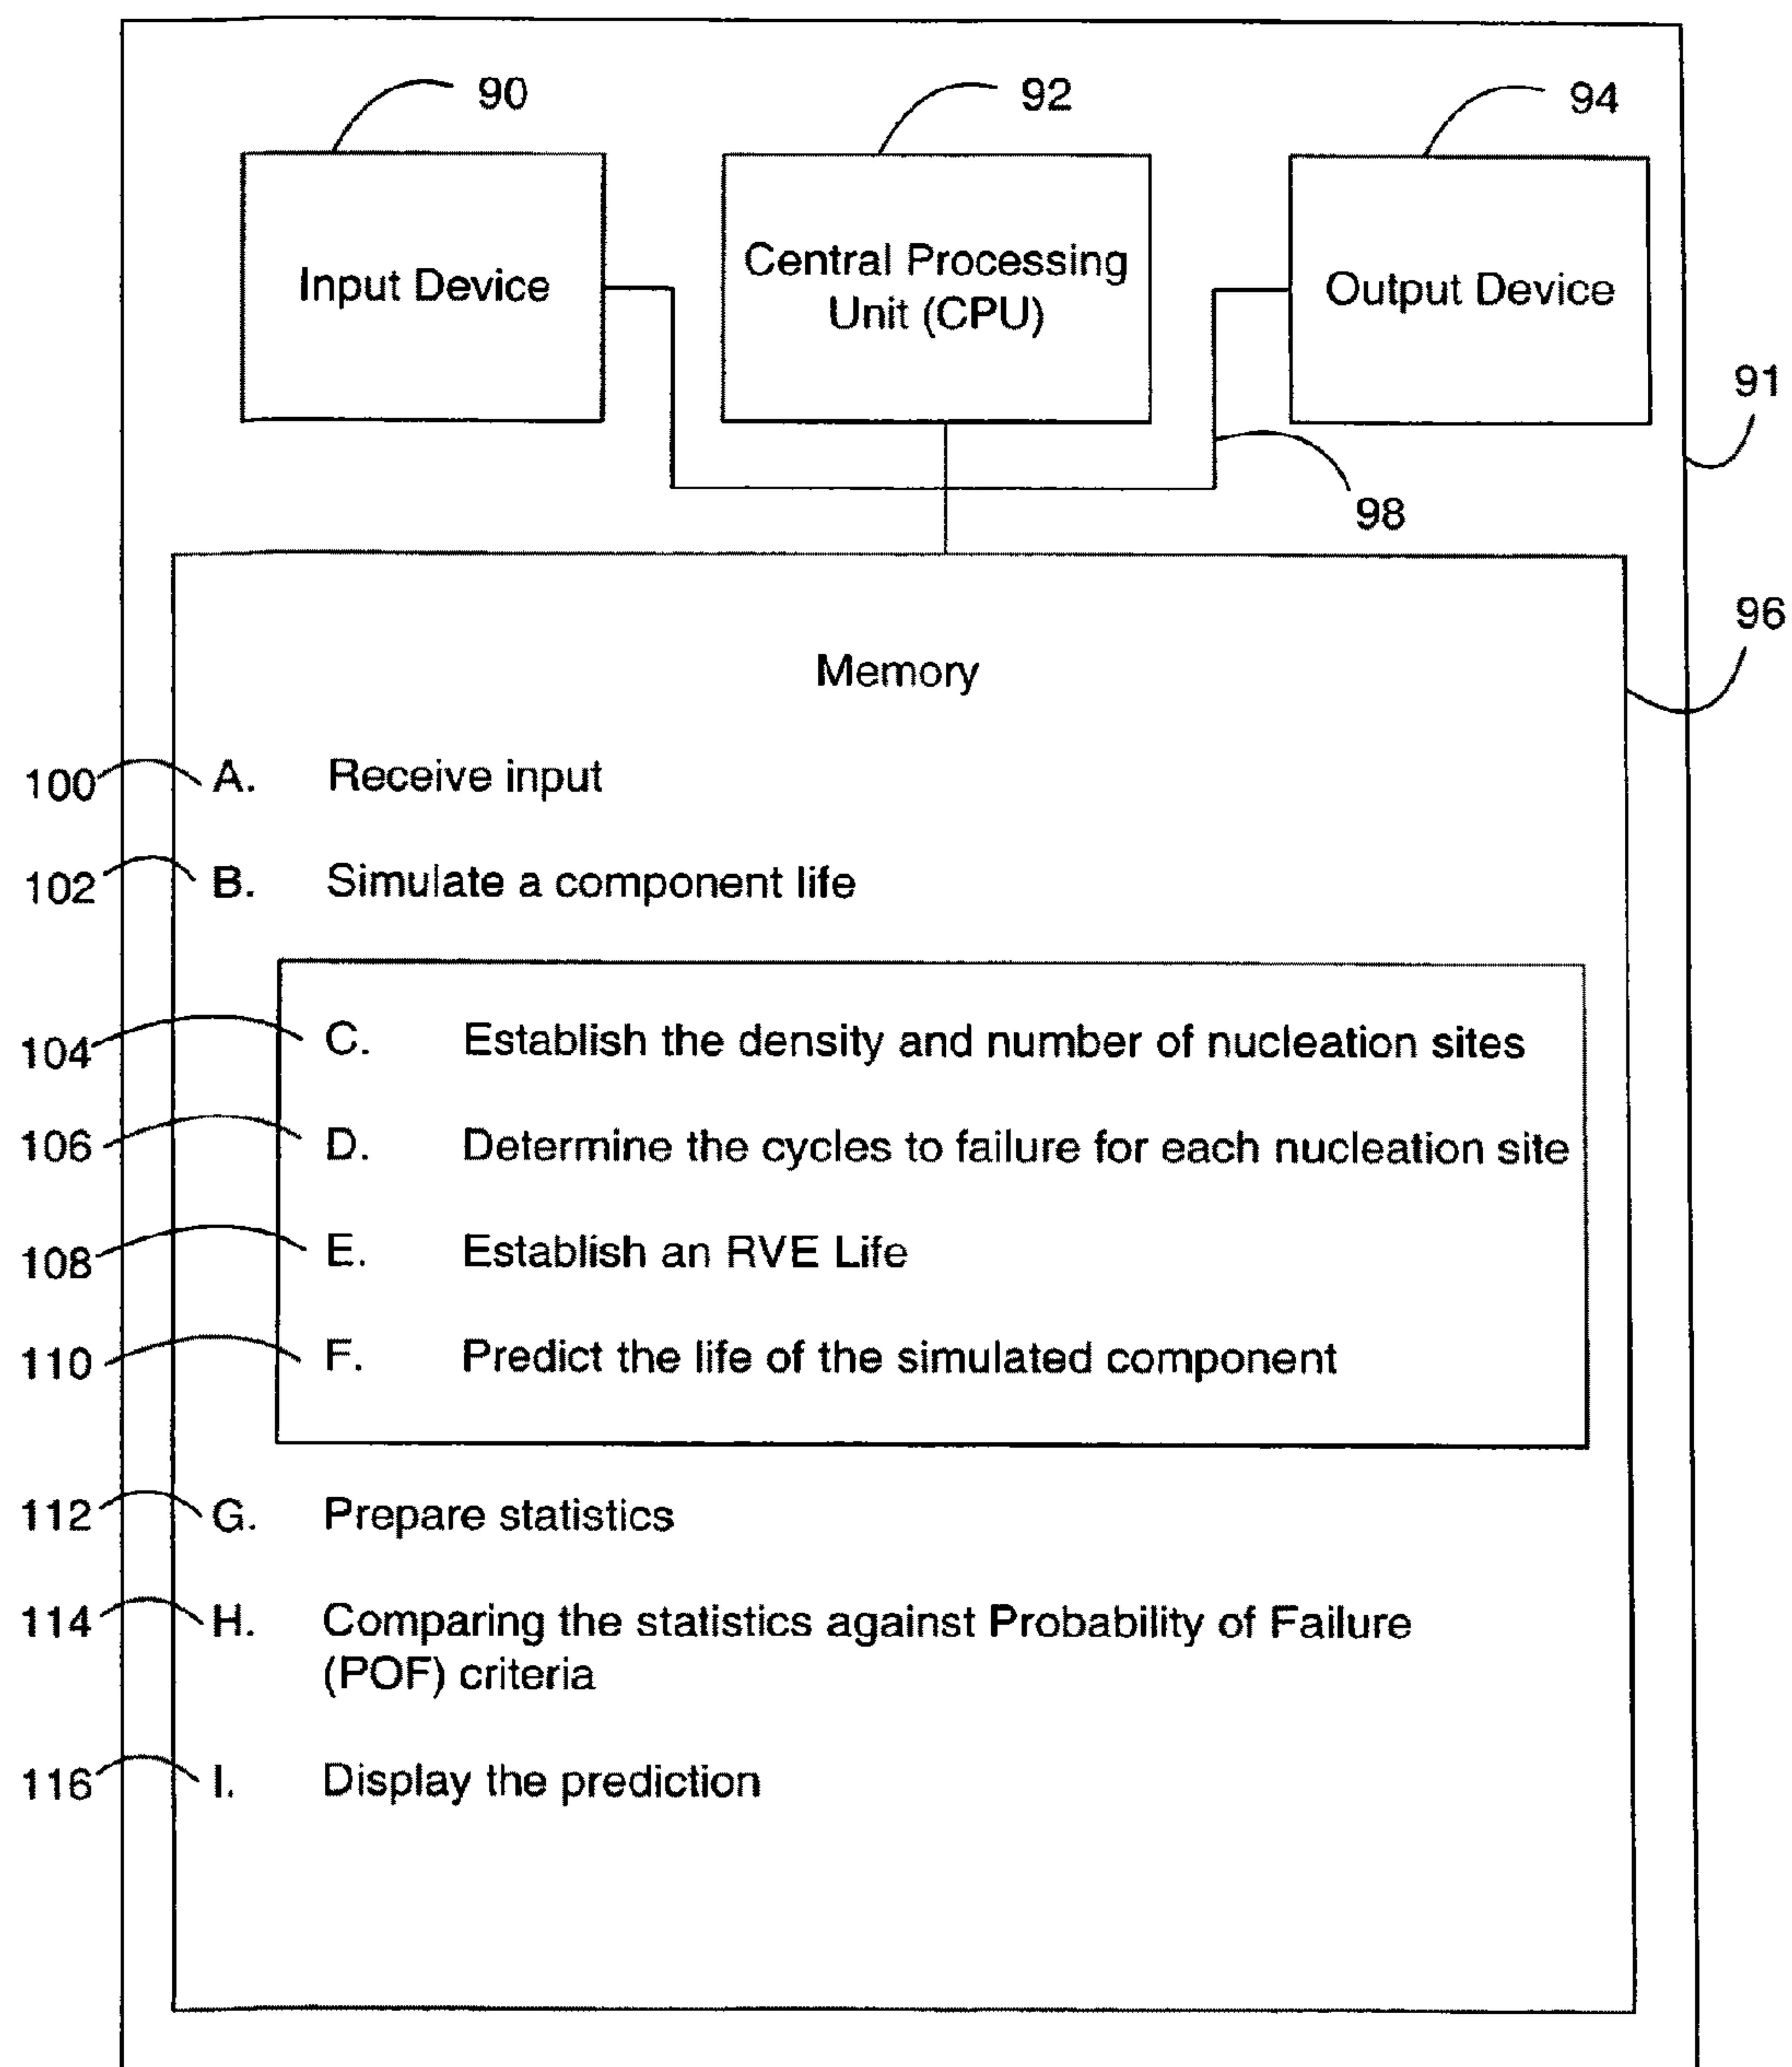 90
92
94
Input Device
Central Processing
Unit (CPU)
Output Device
91
98
96
Memory
100 A. Receive input
102 B. Simulate a component life
104 C. Establish the density and number of nucleation sites
106 D. Determine the cycles to failure for each nucleation site
108 E. Establish an RVE Life
110 F. Predict the life of the simulated component
112 G. Prepare statistics
114 H. Comparing the statistics against Probability of Failure
(POF) criteria
116 I. Display the prediction